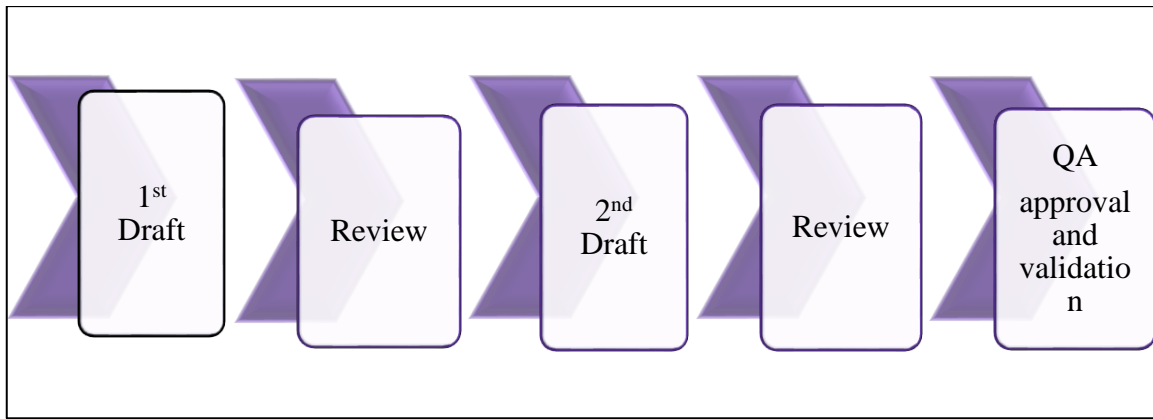 1st
Draft
Review
2nd
Draft
Review
QA
approval
and
validatio
n